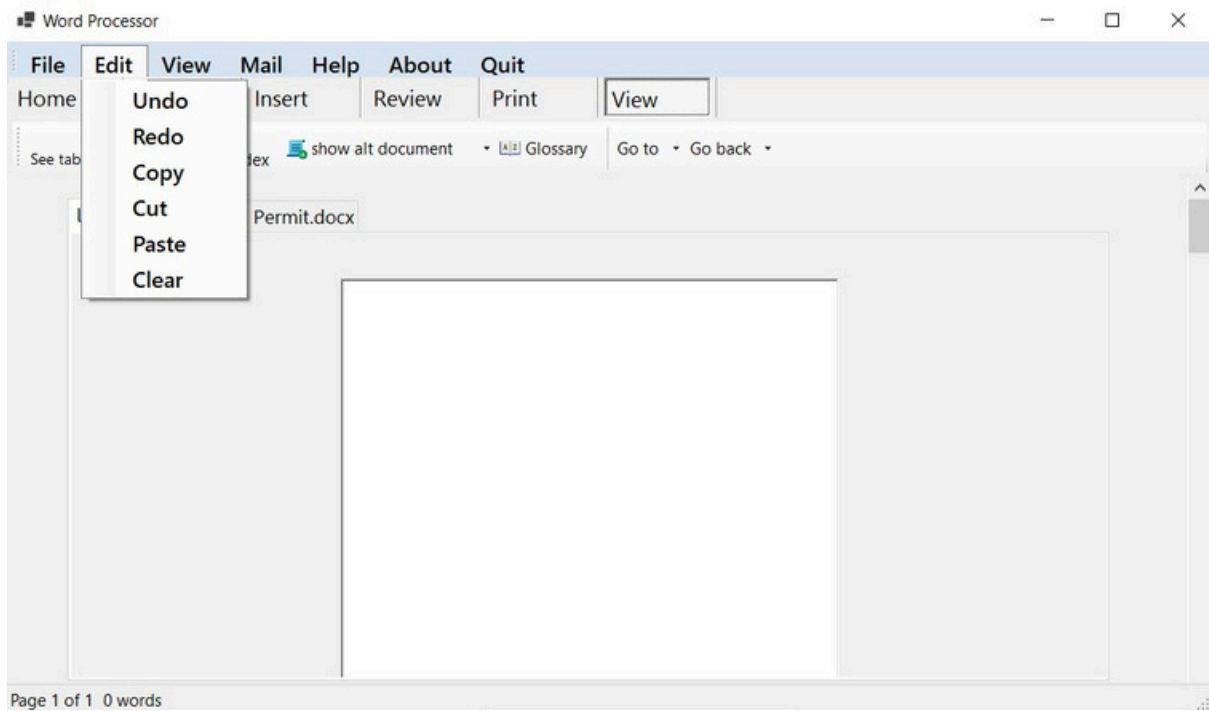 Word Processor
File Edit View Mail Help About Quit
Home Insert Review Print View
Undo
Redo
Copy
Cut
Paste
Clear
See show alt document Glossary Go to Go back
Permit.docx
Page 1 of 1 0 words